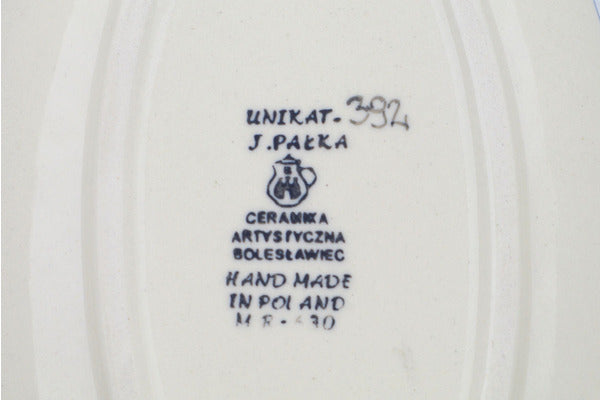 UNIKAT-392
J. PAŁKA
CERAMIKA
ARTYSTYCZNA
BOLESŁAWIEC
HAND MADE
IN POLAND